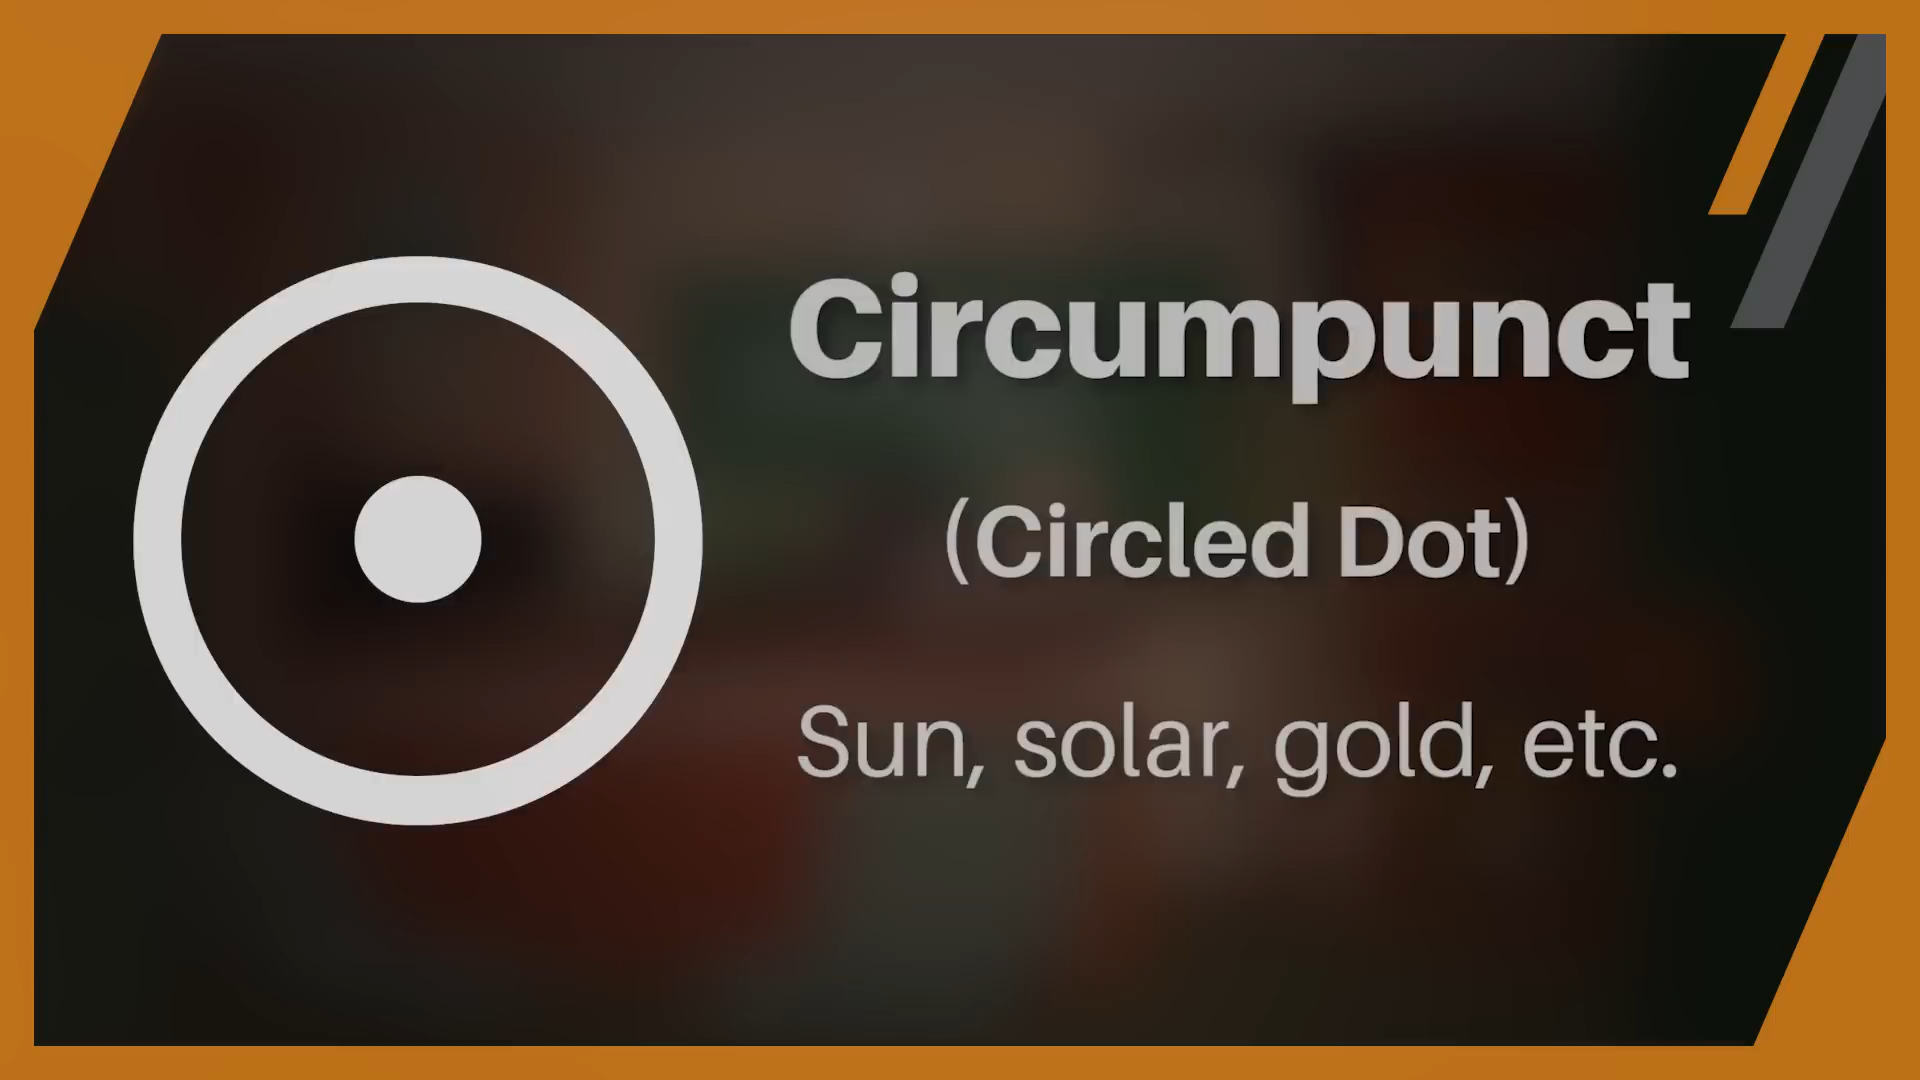 Circumpunct
(Circled Dot)
Sun, solar, gold, etc.